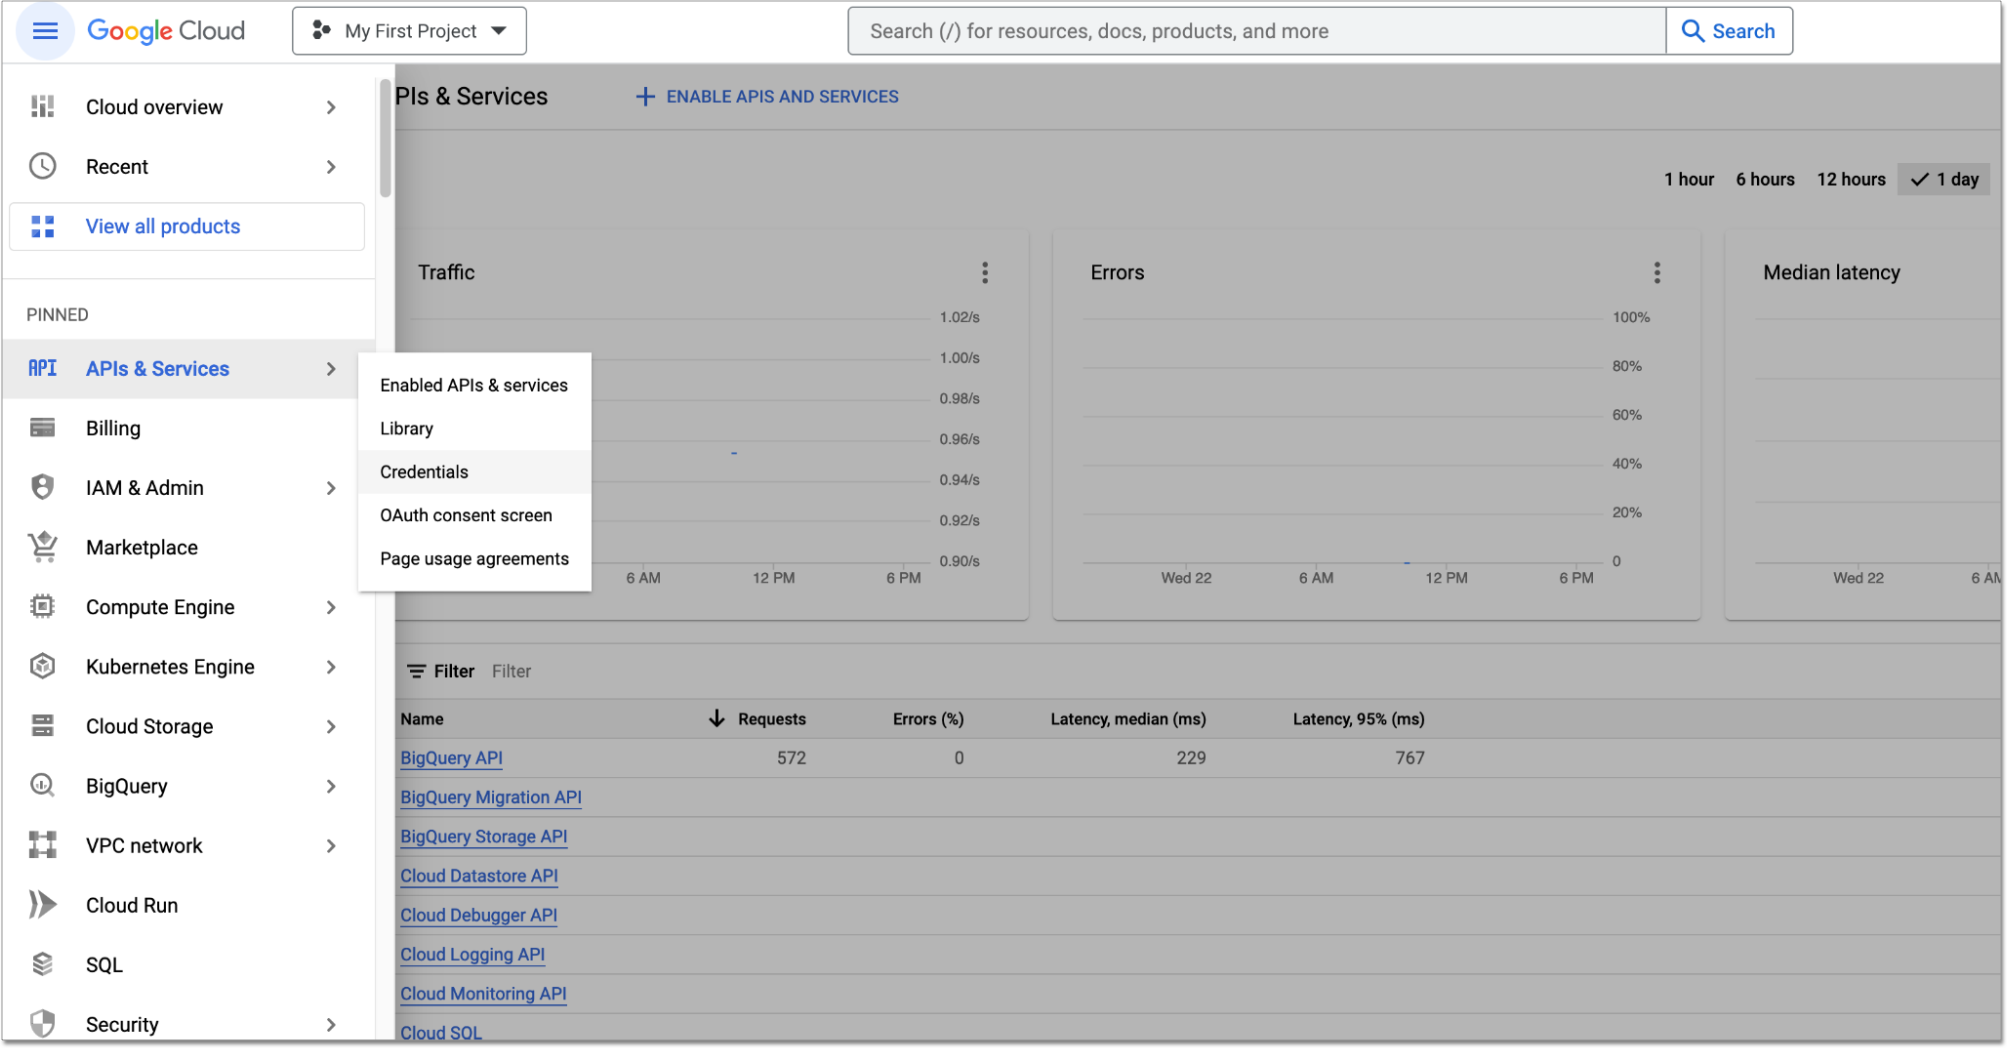 Google Cloud
My First Project
Search (/) for resources, docs, products, and more
Search
Cloud overview
Recent
View all products
PINNED
API APIs & Services
Billing
IAM & Admin
Marketplace
Compute Engine
Kubernetes Engine
Cloud Storage
BigQuery
VPC network
Cloud Run
SQL
Security
Enabled APIs & services
Library
Credentials
OAuth consent screen
Page usage agreements
PIs & Services
ENABLE APIS AND SERVICES
1 hour 6 hours 12 hours 1 day
Traffic
1.02/s
1.00/s
0.98/s
0.96/s
0.94/s
0.92/s
0.90/s
6 AM 12 PM 6 PM
Errors
100%
80%
60%
40%
20%
0
Wed 22 6 AM 12 PM 6 PM
Median latency
Wed 22 6 AM
Filter Filter
Name Requests Errors (%) Latency, median (ms) Latency, 95% (ms)
BigQuery API 572 0 229 767
BigQuery Migration API
BigQuery Storage API
Cloud Datastore API
Cloud Debugger API
Cloud Logging API
Cloud Monitoring API
Cloud SQL